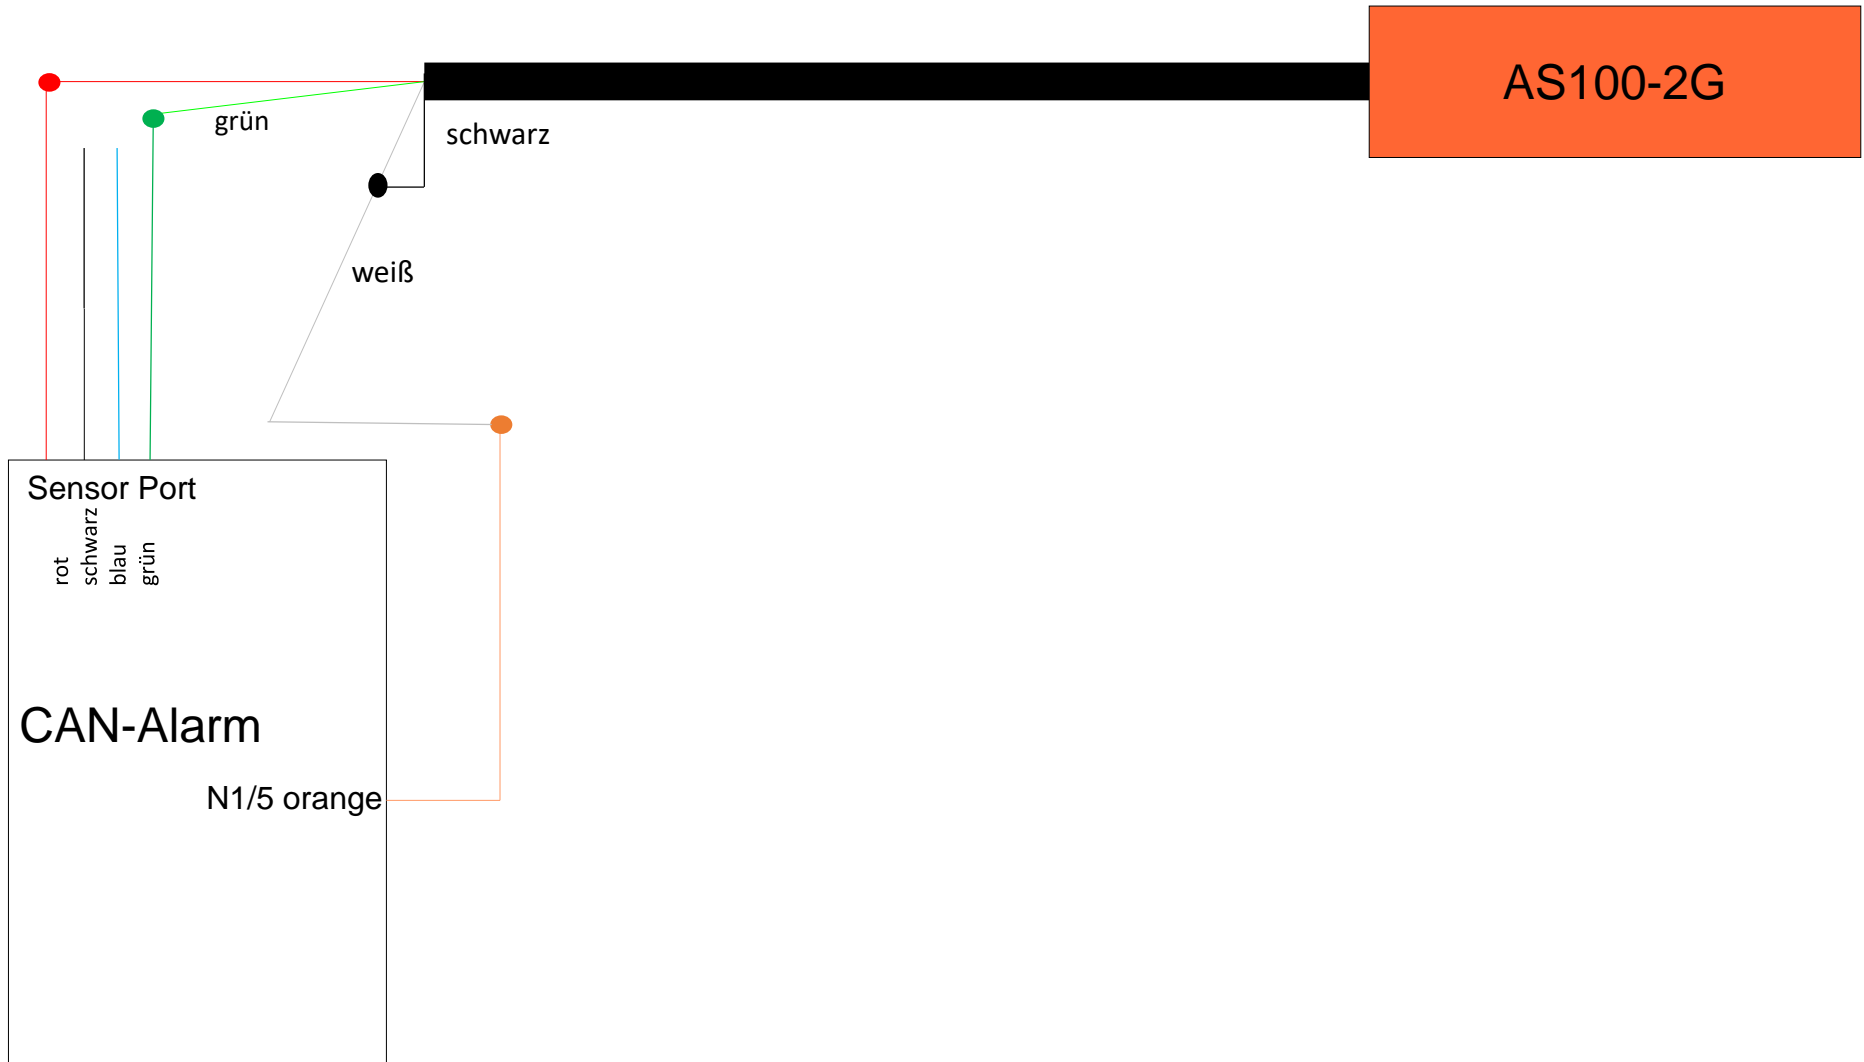 AS100-2G
grün
schwarz
weiß
Sensor Port
rot
schwarz
blau
grün
CAN-Alarm
N1/5 orange